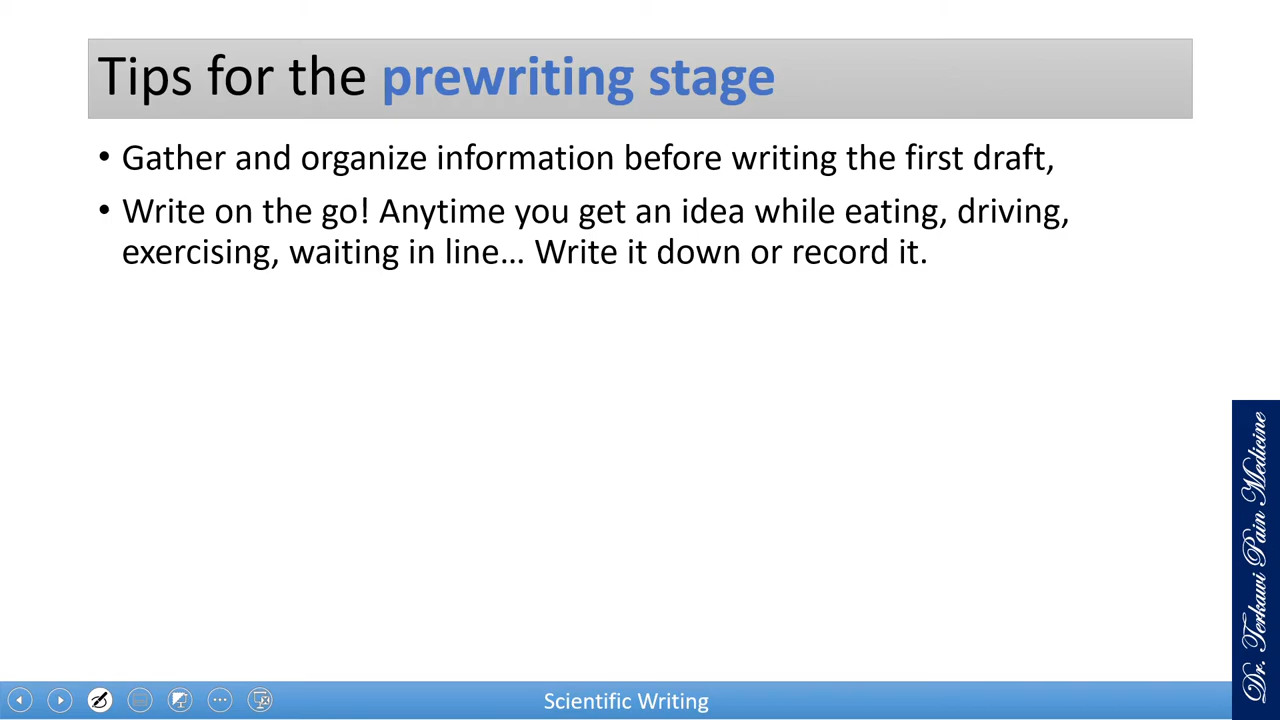 Tips for the prewriting stage
• Gather and organize information before writing the first draft,
• Write on the go! Anytime you get an idea while eating, driving,
exercising, waiting in line... Write it down or record it.
Dr. Terkawi Pain Medicine
Scientific Writing